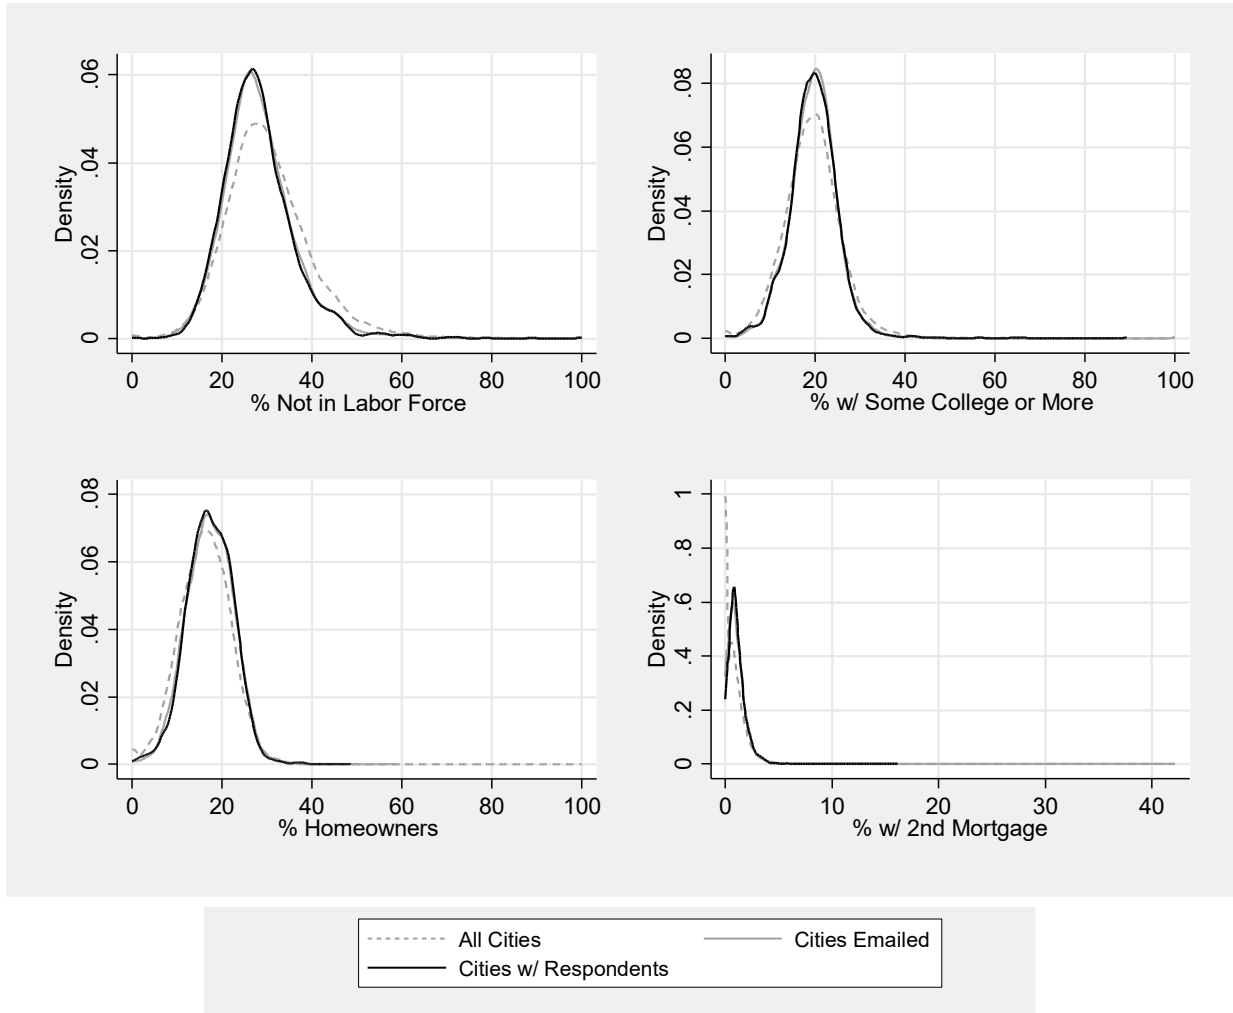 Density
0 .02 .04 .06
0 20 40 60 80 100
% Not in Labor Force
Density
0 .02 .04 .06 .08
0 20 40 60 80 100
% w/ Some College or More
Density
0 .02 .04 .06 .08
0 20 40 60 80 100
% Homeowners
Density
0 .2 .4 .6 .8 1
0 10 20 30 40
% w/ 2nd Mortgage
All Cities Cities Emailed
Cities w/ Respondents